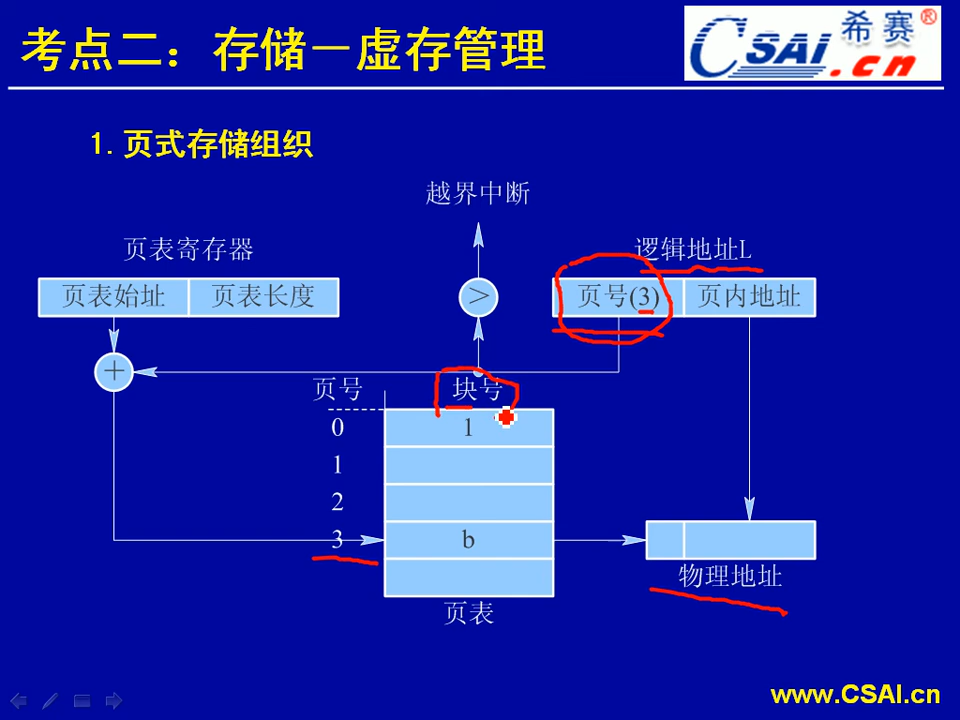 考点二：存储－虚存管理
CSAI.cn 希赛®
1.页式存储组织
越界中断
页表寄存器
逻辑地址L
页表始址 页表长度
>
页号(3) 页内地址
+
页号 块号
0 1
1
2
3 b
物理地址
页表
www.CSAI.cn